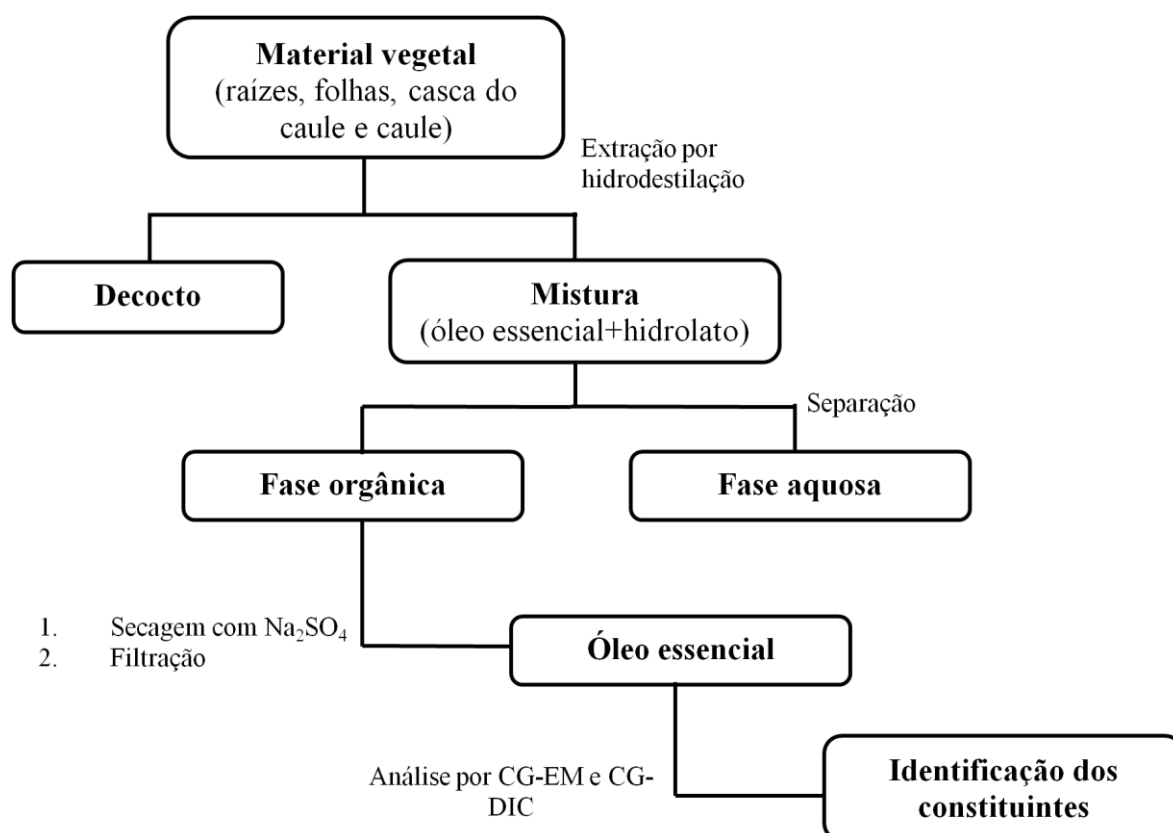 Material vegetal
(raízes, folhas, casca do
caule e caule)
Extração por
hidrodestilação
Decocto
Mistura
(óleo essencial+hidrolato)
Separação
Fase orgânica
Fase aquosa
1. Secagem com Na₂SO₄
2. Filtração
Óleo essencial
Análise por CG-EM e CG-
DIC
Identificação dos
constituintes